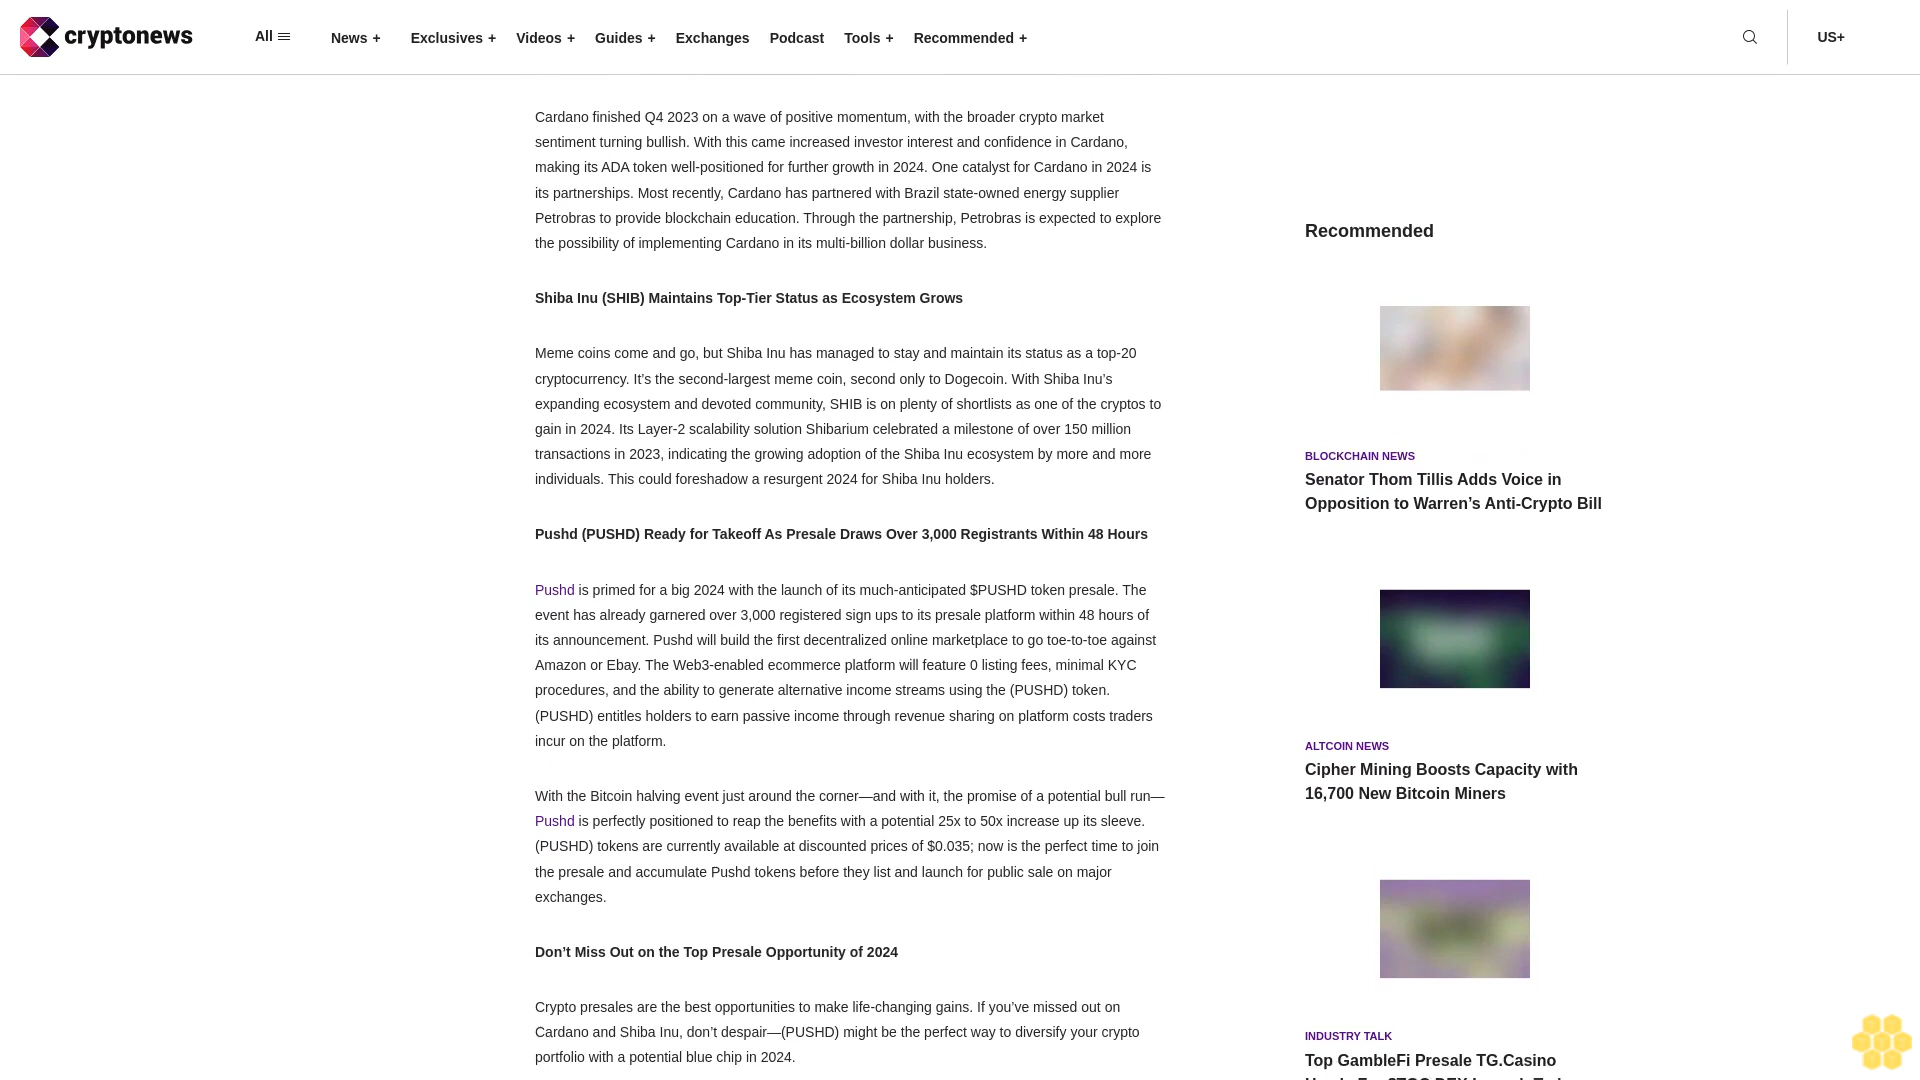 cryptonews
All
News +
Exclusives +
Videos +
Guides +
Exchanges
Podcast
Tools +
Recommended +
US+
Cardano finished Q4 2023 on a wave of positive momentum, with the broader crypto market
sentiment turning bullish. With this came increased investor interest and confidence in Cardano,
making its ADA token well-positioned for further growth in 2024. One catalyst for Cardano in 2024 is
its partnerships. Most recently, Cardano has partnered with Brazil state-owned energy supplier
Petrobras to provide blockchain education. Through the partnership, Petrobras is expected to explore
the possibility of implementing Cardano in its multi-billion dollar business.
Shiba Inu (SHIB) Maintains Top-Tier Status as Ecosystem Grows
Meme coins come and go, but Shiba Inu has managed to stay and maintain its status as a top-20
cryptocurrency. It’s the second-largest meme coin, second only to Dogecoin. With Shiba Inu’s
expanding ecosystem and devoted community, SHIB is on plenty of shortlists as one of the cryptos to
gain in 2024. Its Layer-2 scalability solution Shibarium celebrated a milestone of over 150 million
transactions in 2023, indicating the growing adoption of the Shiba Inu ecosystem by more and more
individuals. This could foreshadow a resurgent 2024 for Shiba Inu holders.
Pushd (PUSHD) Ready for Takeoff As Presale Draws Over 3,000 Registrants Within 48 Hours
Pushd is primed for a big 2024 with the launch of its much-anticipated $PUSHD token presale. The
event has already garnered over 3,000 registered sign ups to its presale platform within 48 hours of
its announcement. Pushd will build the first decentralized online marketplace to go toe-to-toe against
Amazon or Ebay. The Web3-enabled ecommerce platform will feature 0 listing fees, minimal KYC
procedures, and the ability to generate alternative income streams using the (PUSHD) token.
(PUSHD) entitles holders to earn passive income through revenue sharing on platform costs traders
incur on the platform.
With the Bitcoin halving event just around the corner—and with it, the promise of a potential bull run—
Pushd is perfectly positioned to reap the benefits with a potential 25x to 50x increase up its sleeve.
(PUSHD) tokens are currently available at discounted prices of $0.035; now is the perfect time to join
the presale and accumulate Pushd tokens before they list and launch for public sale on major
exchanges.
Don’t Miss Out on the Top Presale Opportunity of 2024
Crypto presales are the best opportunities to make life-changing gains. If you’ve missed out on
Cardano and Shiba Inu, don’t despair—(PUSHD) might be the perfect way to diversify your crypto
portfolio with a potential blue chip in 2024.
Recommended
BLOCKCHAIN NEWS
Senator Thom Tillis Adds Voice in
Opposition to Warren’s Anti-Crypto Bill
ALTCOIN NEWS
Cipher Mining Boosts Capacity with
16,700 New Bitcoin Miners
INDUSTRY TALK
Top GambleFi Presale TG.Casino